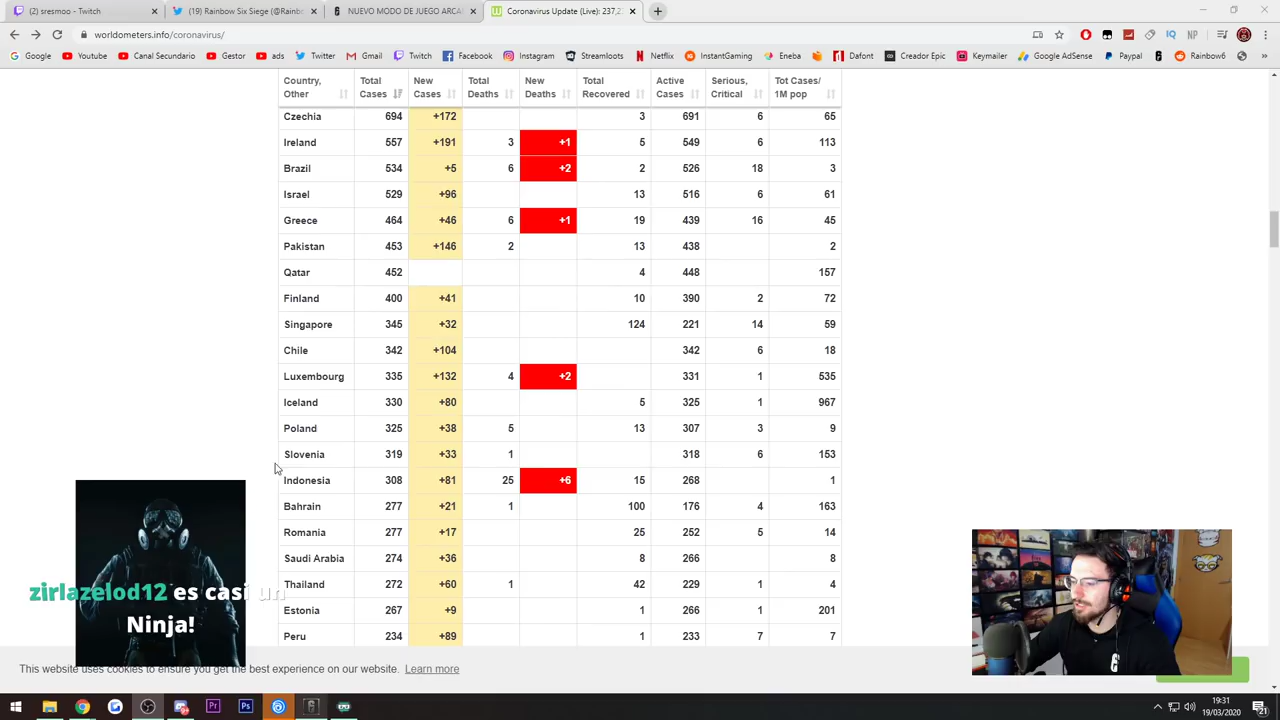 (2) sresmoo - Twitch
(19) Rainbow Six Siege (@Rainb
NUEVO MODO DE JUEGO ARCA
Coronavirus Update (Live): 237,2
worldometers.info/coronavirus/
Google Youtube Canal Secundario Gestor ads Twitter Gmail Twitch Facebook Instagram Streamloots Netflix InstantGaming Eneba Dafont Creador Epic Keymailer Google AdSense Paypal Rainbow6 »
Country, Other Total Cases New Cases Total Deaths New Deaths Total Recovered Active Cases Serious, Critical Tot Cases/ 1M pop
Czechia 694 +172 3 691 6 65
Ireland 557 +191 3 +1 5 549 6 113
Brazil 534 +5 6 +2 2 526 18 3
Israel 529 +96 13 516 6 61
Greece 464 +46 6 +1 19 439 16 45
Pakistan 453 +146 2 13 438 2
Qatar 452 4 448 157
Finland 400 +41 10 390 2 72
Singapore 345 +32 124 221 14 59
Chile 342 +104 342 6 18
Luxembourg 335 +132 4 +2 331 1 535
Iceland 330 +80 5 325 1 967
Poland 325 +38 5 13 307 3 9
Slovenia 319 +33 1 318 6 153
Indonesia 308 +81 25 +6 15 268 1
Bahrain 277 +21 1 100 176 4 163
Romania 277 +17 25 252 5 14
Saudi Arabia 274 +36 8 266 8
Thailand 272 +60 1 42 229 1 4
Estonia 267 +9 1 266 1 201
Peru 234 +89 1 233 7 7
zirlazelod12 es casi un
Ninja!
This website uses cookies to ensure you get the best experience on our website. Learn more
19:31
19/03/2020
21